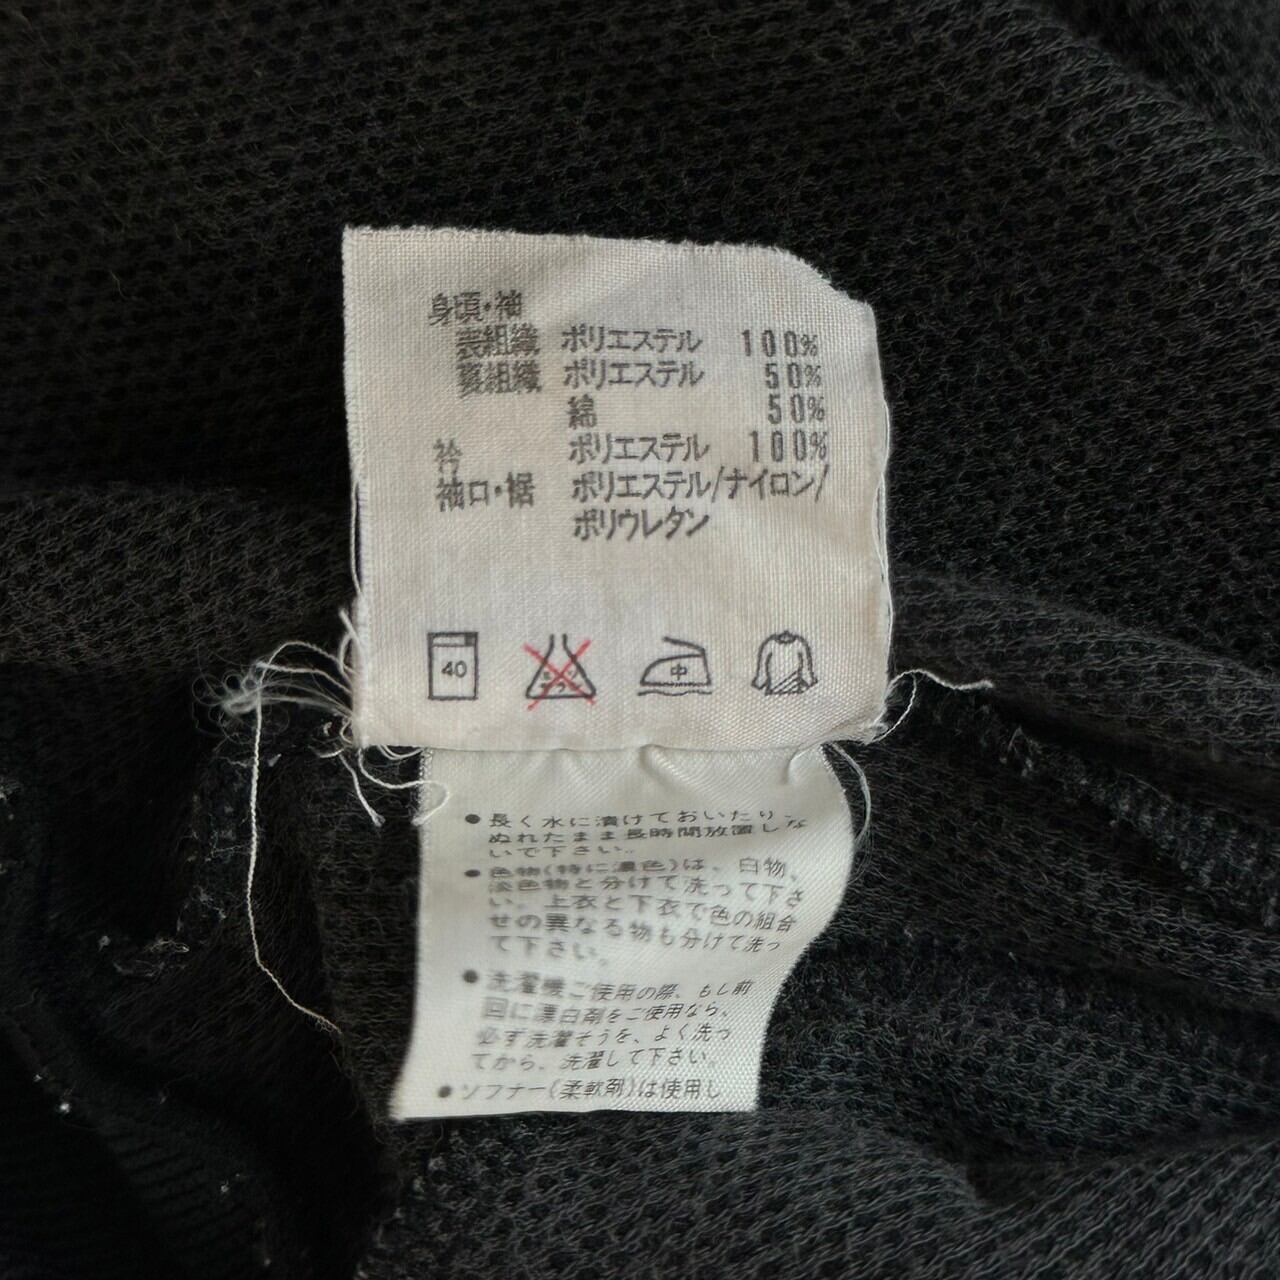 身頃・袖
表組織 ポリエステル 100%
裏組織 ポリエステル 50%
綿 50%
衿 ポリエステル 100%
袖口・裾 ポリエステル/ナイロン/
ポリウレタン
40 中
●長く水に漬けておいたり、
ぬれたまま長時間放置しな
いで下さい。
●色物(特に濃色)は、白物、
淡色物と分けて洗って下さ
い。上衣と下衣で色の組合
せの異なる物も分けて洗っ
て下さい。
●洗濯機ご使用の際、もし前
回に漂白剤をご使用なら、
必ず洗濯そうを、よく洗っ
てから、洗濯して下さい。
●ソフナー(柔軟剤)は使用し